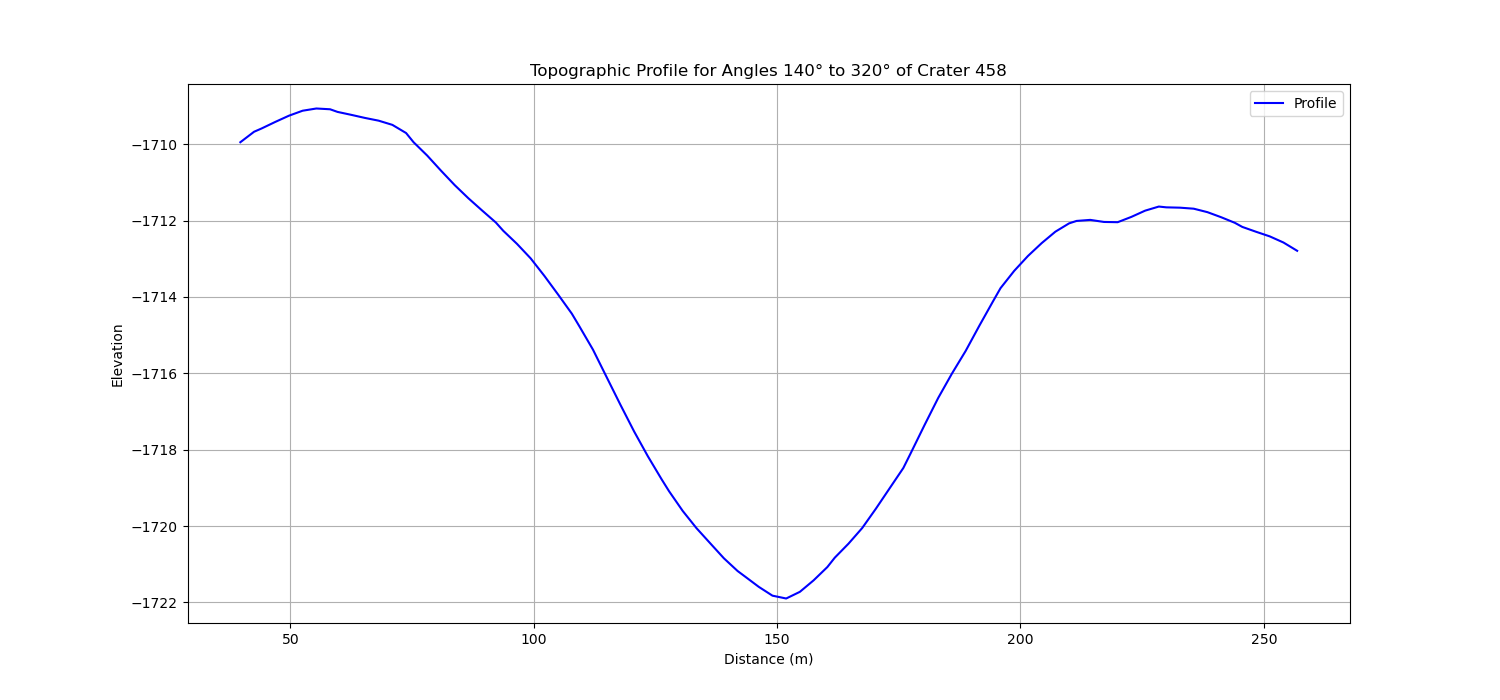 Topographic Profile for Angles 140° to 320° of Crater 458
Profile
−1710
−1712
−1714
−1716
−1718
−1720
−1722
Elevation
50 100 150 200 250
Distance (m)